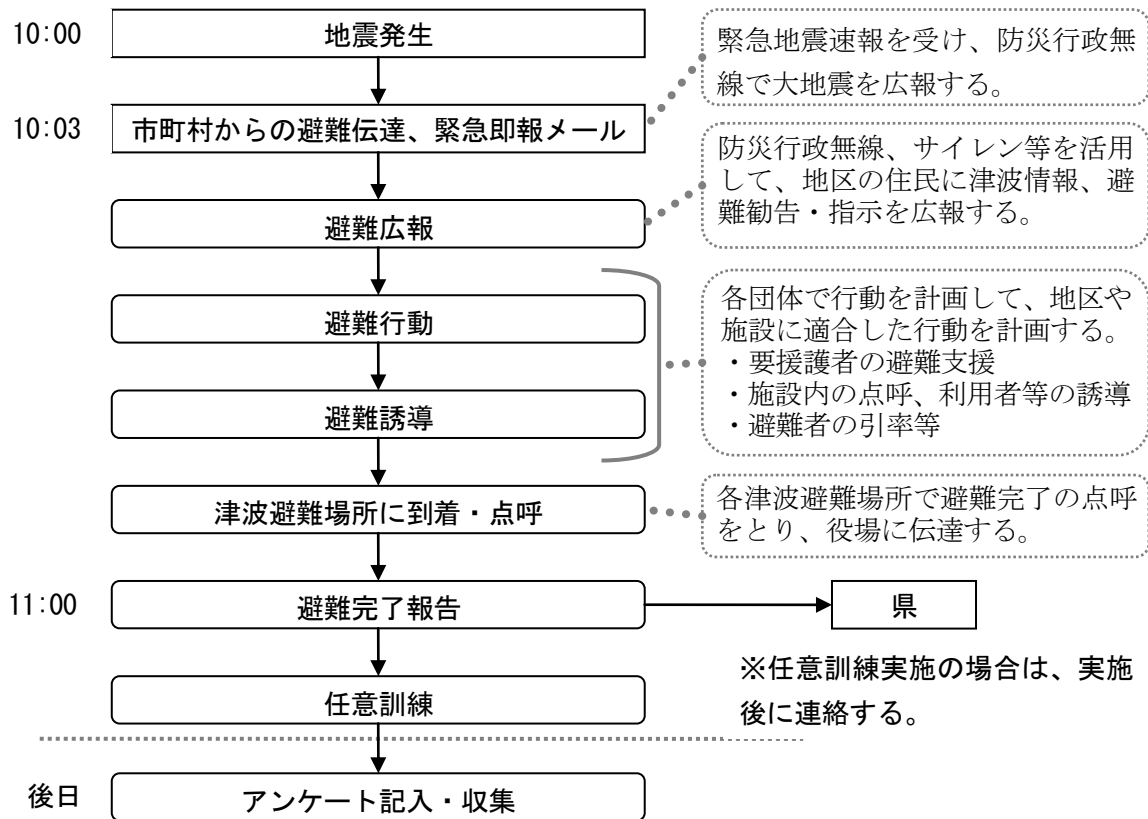 10:00
地震発生
緊急地震速報を受け、防災行政無
線で大地震を広報する。
10:03
市町村からの避難伝達、緊急即報メール
防災行政無線、サイレン等を活用
して、地区の住民に津波情報、避
難勧告・指示を広報する。
避難広報
避難行動
避難誘導
各団体で行動を計画して、地区や
施設に適合した行動を計画する。
・要援護者の避難支援
・施設内の点呼、利用者等の誘導
・避難者の引率等
津波避難場所に到着・点呼
各津波避難場所で避難完了の点呼
をとり、役場に伝達する。
11:00
避難完了報告
県
※任意訓練実施の場合は、実施
後に連絡する。
任意訓練
後日
アンケート記入・収集